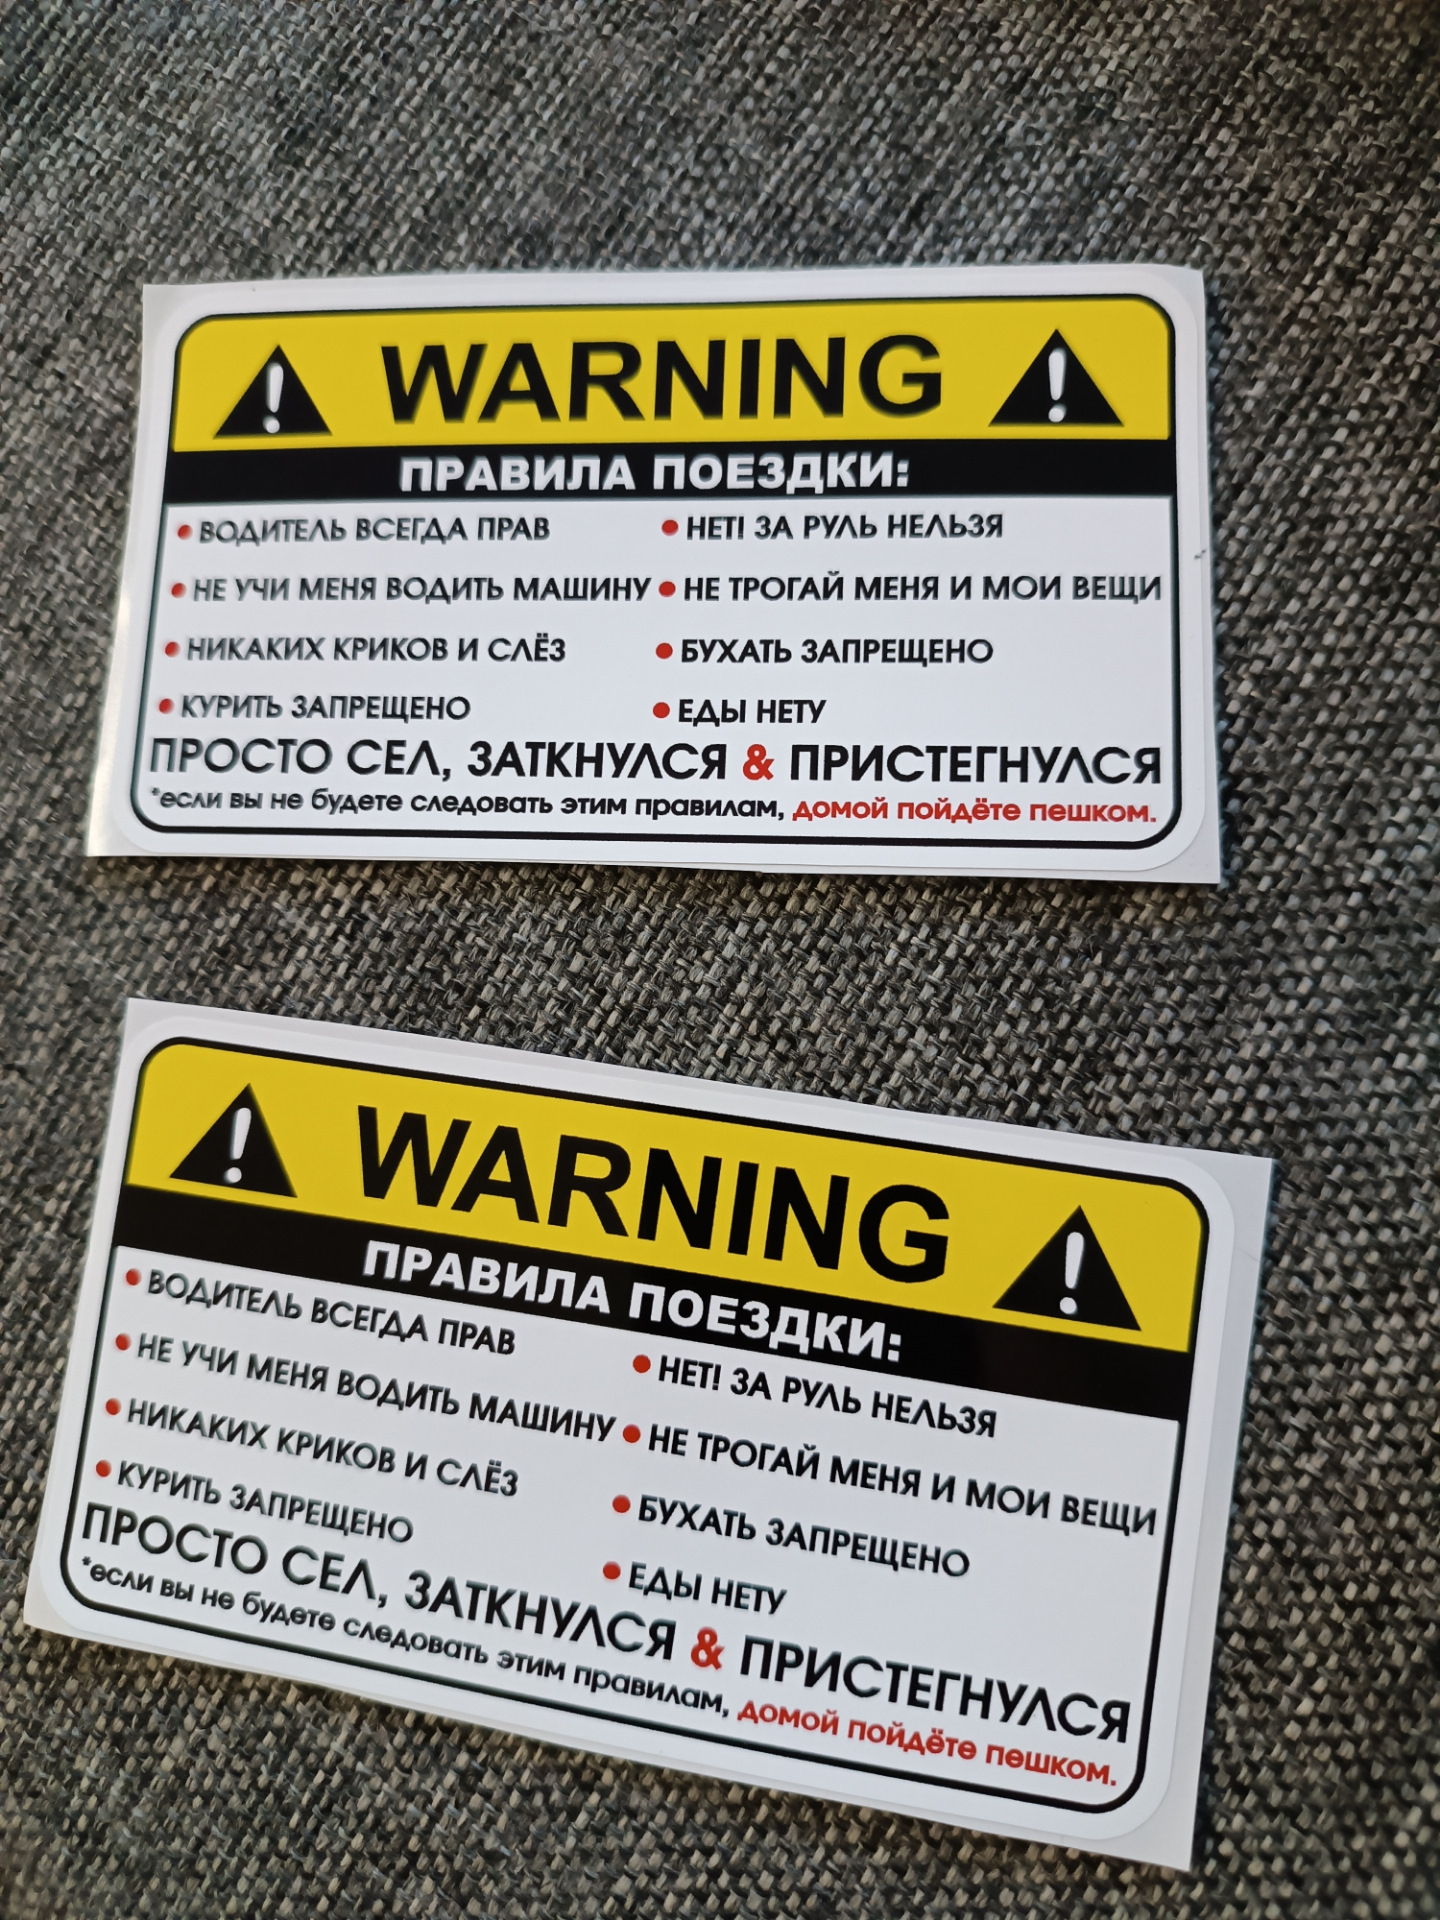 WARNING
ПРАВИЛА ПОЕЗДКИ:
• ВОДИТЕЛЬ ВСЕГДА ПРАВ
• НЕ УЧИ МЕНЯ ВОДИТЬ МАШИНУ
• НИКАКИХ КРИКОВ И СЛЁЗ
• КУРИТЬ ЗАПРЕЩЕНО
• НЕТ! ЗА РУЛЬ НЕЛЬЗЯ
• НЕ ТРОГАЙ МЕНЯ И МОИ ВЕЩИ
• БУХАТЬ ЗАПРЕЩЕНО
• ЕДЫ НЕТУ
ПРОСТО СЕЛ, ЗАТКНУЛСЯ & ПРИСТЕГНУЛСЯ
*если вы не будете следовать этим правилам, домой пойдёте пешком.
WARNING
ПРАВИЛА ПОЕЗДКИ:
• ВОДИТЕЛЬ ВСЕГДА ПРАВ
• НЕ УЧИ МЕНЯ ВОДИТЬ МАШИНУ
• НИКАКИХ КРИКОВ И СЛЁЗ
• КУРИТЬ ЗАПРЕЩЕНО
• НЕТ! ЗА РУЛЬ НЕЛЬЗЯ
• НЕ ТРОГАЙ МЕНЯ И МОИ ВЕЩИ
• БУХАТЬ ЗАПРЕЩЕНО
• ЕДЫ НЕТУ
ПРОСТО СЕЛ, ЗАТКНУЛСЯ & ПРИСТЕГНУЛСЯ
*если вы не будете следовать этим правилам, домой пойдёте пешком.